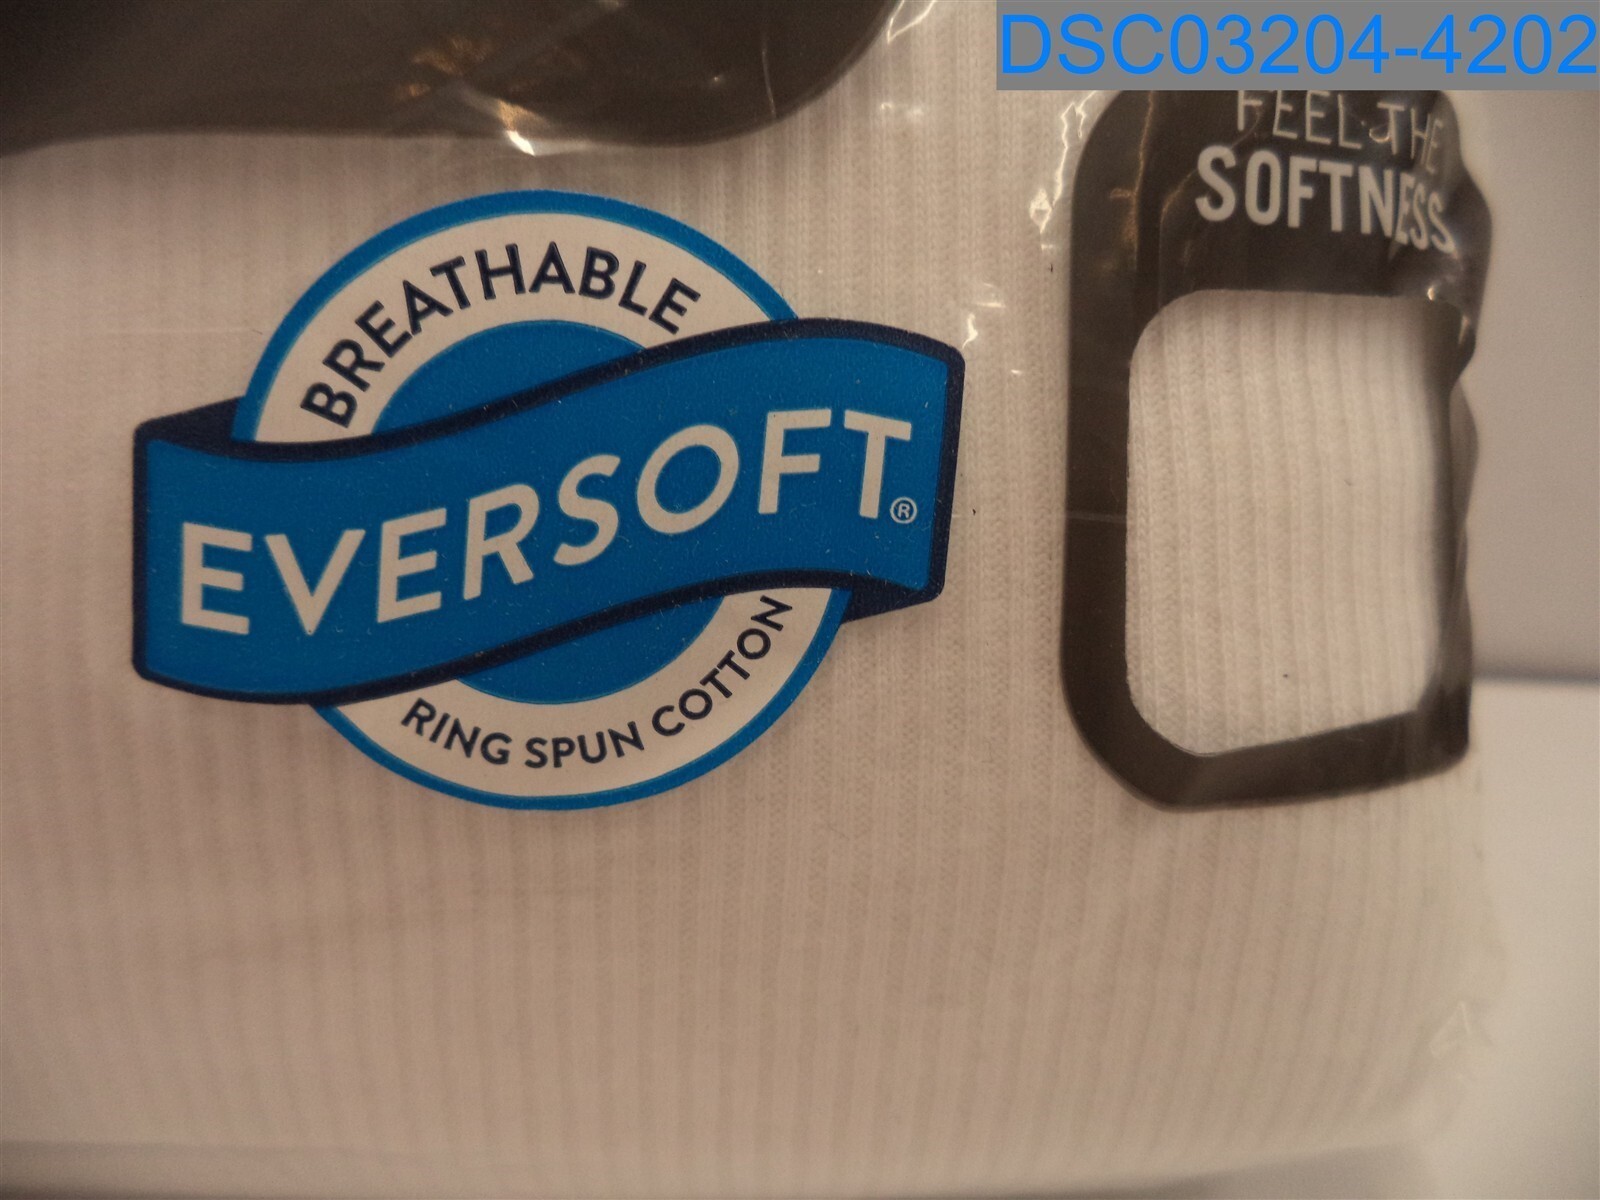 DSC03204-4202
FEEL THE
SOFTNESS
BREATHABLE
EVERSOFT®
RING SPUN COTTON